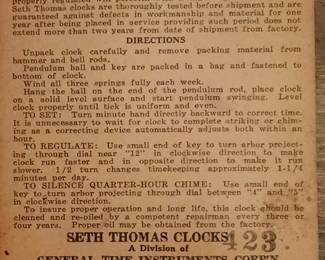 properly regulated
Seth Thomas clocks are thoroughly tested before shipment and are
guaranteed against defects in workmanship and material for one
year after being placed in service providing such period does not
extend more than two years from date of shipment from factory.
DIRECTIONS
Unpack clock carefully and remove packing material from
hammer and bell rods.
Pendulum ball and key are packed in a bag and fastened to
bottom of clock.
Wind all three springs fully each week.
Hang the ball on the end of the pendulum rod, place clock
on a solid level surface and start pendulum swinging. Level
clock properly until tick is uniform and even.
TO SET: Turn minute hand directly backward to correct time.
It is unnecessary to wait for clock to complete striking or chim-
ing as a correcting device automatically adjusts both within an
hour.
TO REGULATE: Use small end of key to turn arbor project-
ing through dial near "12" in clockwise direction to make
clock run faster and in opposite direction to make it run
slower. 1/2 turn changes timekeeping approximately 1-1/4
minutes per day.
TO SILENCE QUARTER-HOUR CHIME: Use small end of
key to turn arbor projecting through dial between "4" and "5"
in clockwise direction.
To insure proper operation and long life, this clock should be
cleaned and re-oiled by a competent repairman every three or
four years. Proper oil may be obtained from the factory.
SETH THOMAS CLOCKS 423
A Division of
GENERAL TIME INSTRUMENTS CORP'N